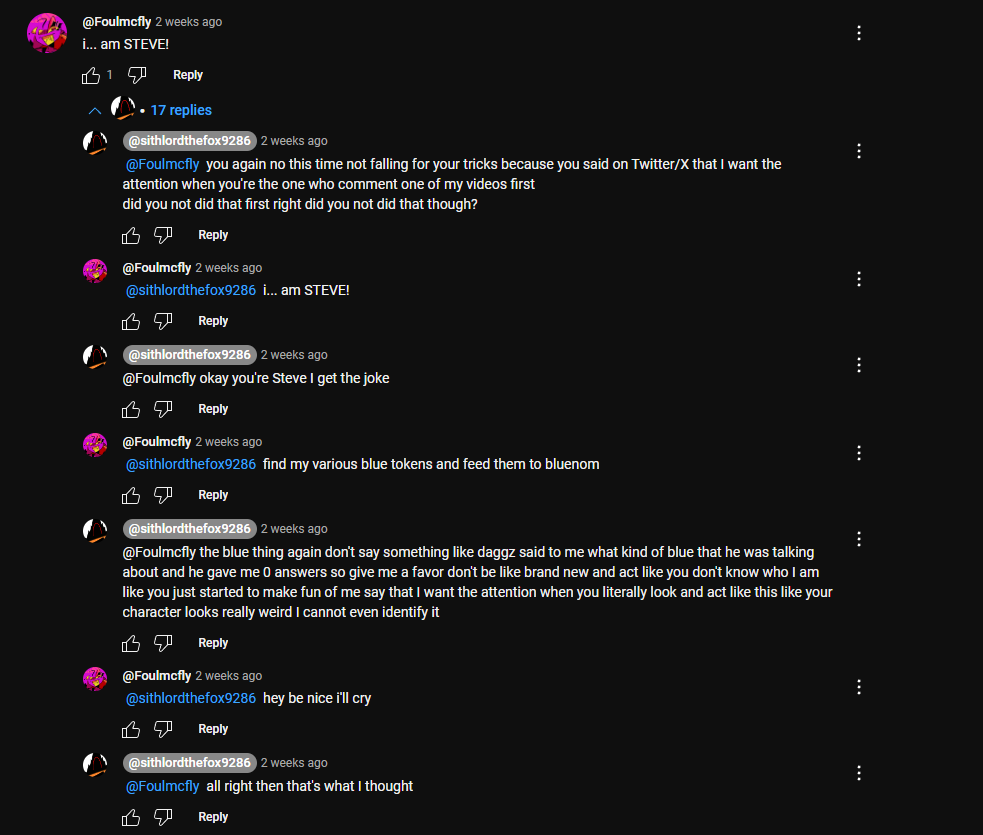 @Foulmcfly 2 weeks ago
i... am STEVE!
1 Reply
• 17 replies
@sithlordthefox9286 2 weeks ago
@Foulmcfly you again no this time not falling for your tricks because you said on Twitter/X that I want the
attention when you're the one who comment one of my videos first
did you not did that first right did you not did that though?
Reply
@Foulmcfly 2 weeks ago
@sithlordthefox9286 i... am STEVE!
Reply
@sithlordthefox9286 2 weeks ago
@Foulmcfly okay you're Steve I get the joke
Reply
@Foulmcfly 2 weeks ago
@sithlordthefox9286 find my various blue tokens and feed them to bluenom
Reply
@sithlordthefox9286 2 weeks ago
@Foulmcfly the blue thing again don't say something like daggz said to me what kind of blue that he was talking
about and he gave me 0 answers so give me a favor don't be like brand new and act like you don't know who I am
like you just started to make fun of me say that I want the attention when you literally look and act like this like your
character looks really weird I cannot even identify it
Reply
@Foulmcfly 2 weeks ago
@sithlordthefox9286 hey be nice i'll cry
Reply
@sithlordthefox9286 2 weeks ago
@Foulmcfly all right then that's what I thought
Reply